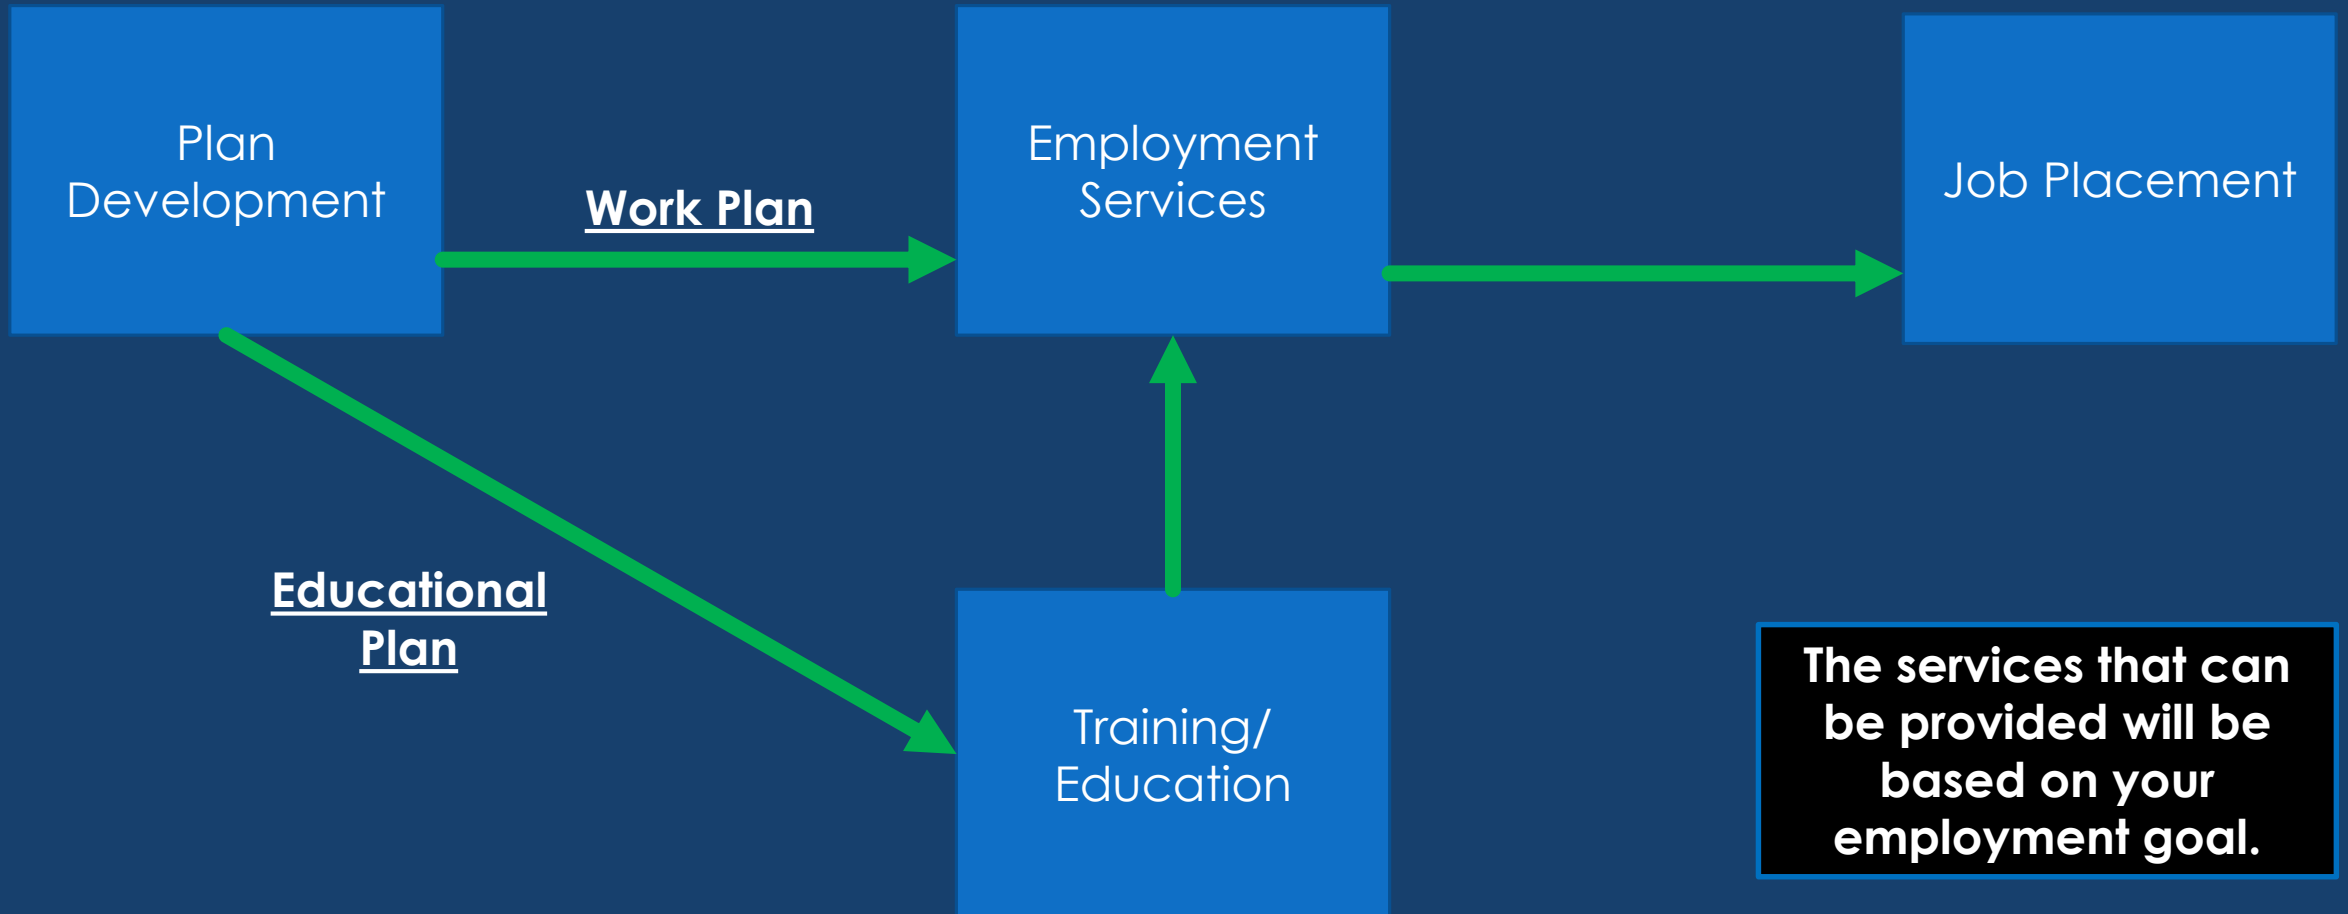 Plan
Development
Work Plan
Employment
Services
Job Placement
Educational
Plan
Training/
Education
The services that can
be provided will be
based on your
employment goal.